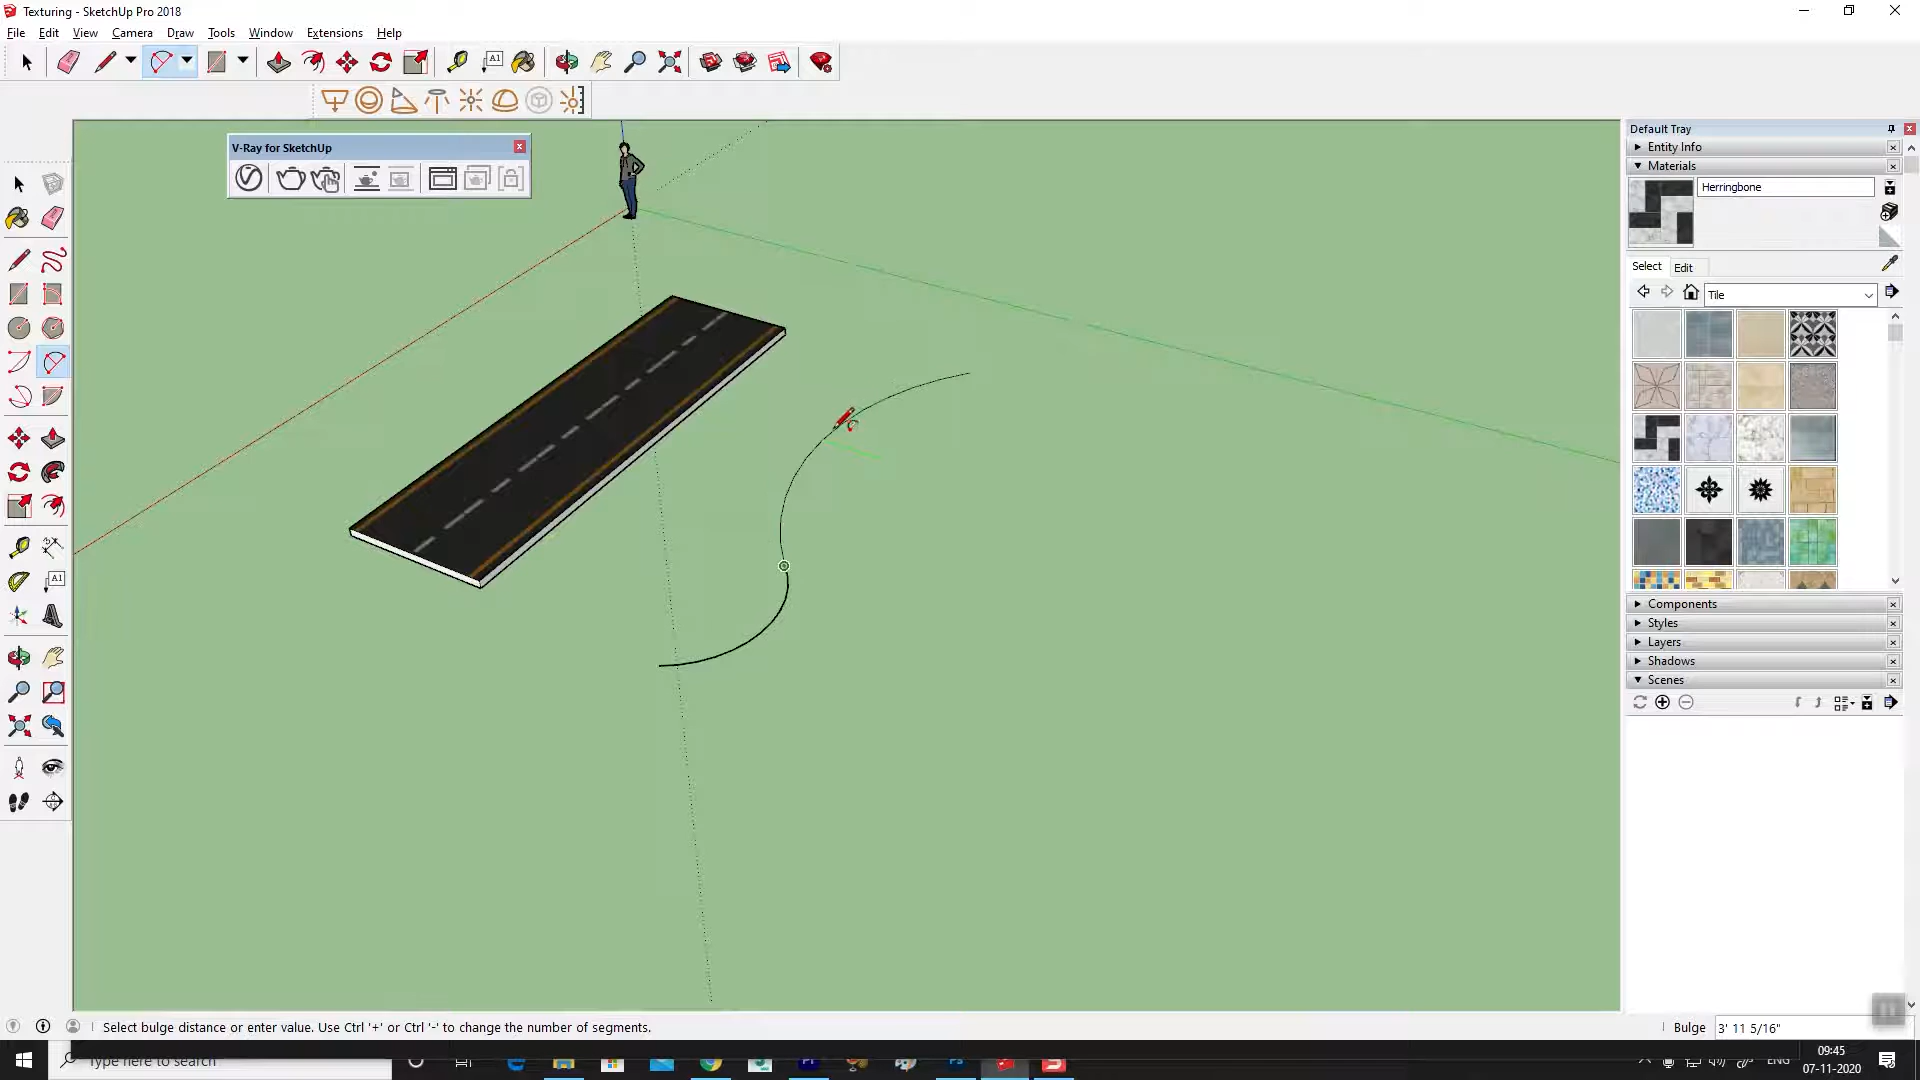 Texturing - SketchUp Pro 2018
File Edit View Camera Draw Tools Window Extensions Help
A1
V-Ray for SketchUp
Default Tray
Entity Info
Materials
Herringbone
Select Edit
Tile
A1
Components
Styles
Layers
Shadows
Scenes
Select bulge distance or enter value. Use Ctrl '+' or Ctrl '-' to change the number of segments.
Bulge 3' 11 5/16"
Type here to search
ENG
09:45
07-11-2020